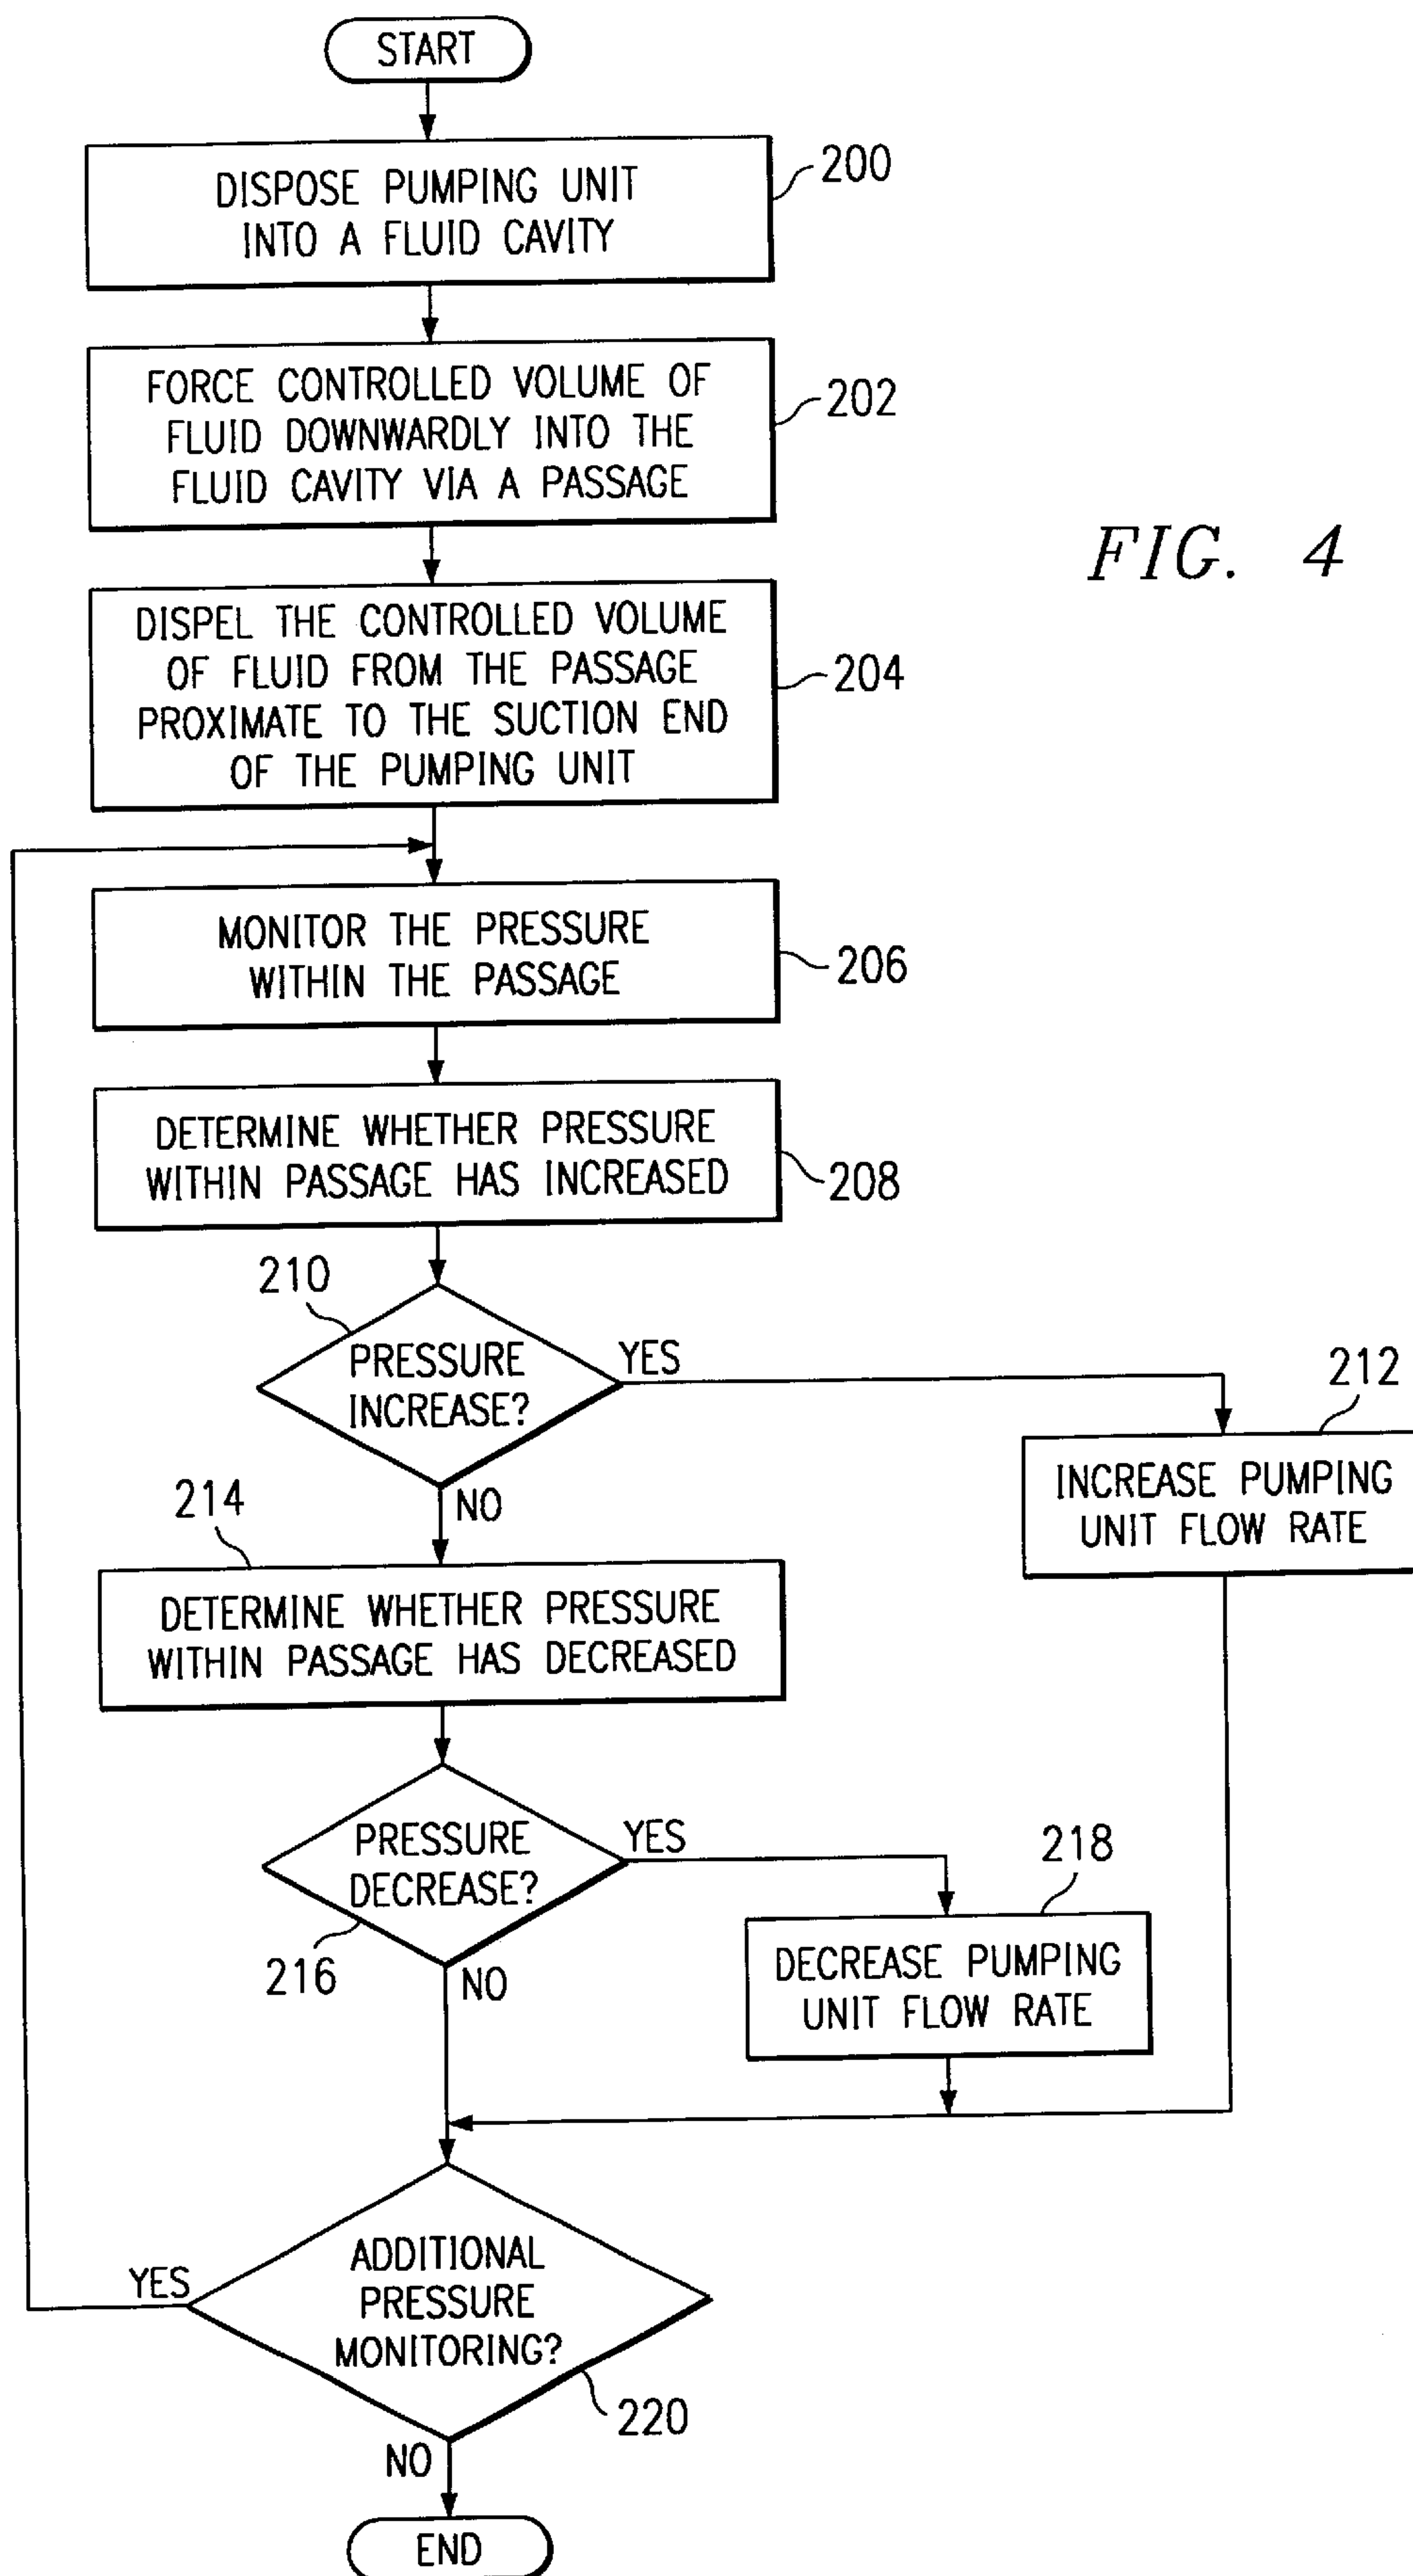 START
200
DISPOSE PUMPING UNIT
INTO A FLUID CAVITY
202
FORCE CONTROLLED VOLUME OF
FLUID DOWNWARDLY INTO THE
FLUID CAVITY VIA A PASSAGE
FIG. 4
204
DISPEL THE CONTROLLED VOLUME
OF FLUID FROM THE PASSAGE
PROXIMATE TO THE SUCTION END
OF THE PUMPING UNIT
206
MONITOR THE PRESSURE
WITHIN THE PASSAGE
208
DETERMINE WHETHER PRESSURE
WITHIN PASSAGE HAS INCREASED
210
PRESSURE
INCREASE?
YES
212
INCREASE PUMPING
UNIT FLOW RATE
NO
214
DETERMINE WHETHER PRESSURE
WITHIN PASSAGE HAS DECREASED
PRESSURE
DECREASE?
YES
216
NO
218
DECREASE PUMPING
UNIT FLOW RATE
ADDITIONAL
PRESSURE
MONITORING?
YES
220
NO
END